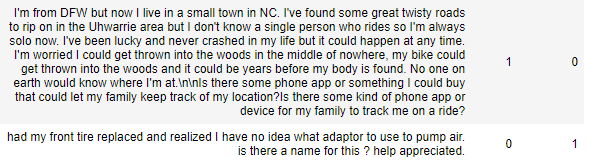 I'm from DFW but now I live in a small town in NC. I've found some great twisty roads
to rip on in the Uhwarrie area but I don't know a single person who rides so I'm always
solo now. I've been lucky and never crashed in my life but it could happen at any time.
I'm worried I could get thrown into the woods in the middle of nowhere, my bike could
get thrown into the woods and it could be years before my body is found. No one on
earth would know where I'm at.\n\nIs there some phone app or something I could buy
that could let my family keep track of my location?Is there some kind of phone app or
device for my family to track me on a ride?
1
0
had my front tire replaced and realized I have no idea what adaptor to use to pump air.
is there a name for this ? help appreciated.
0
1